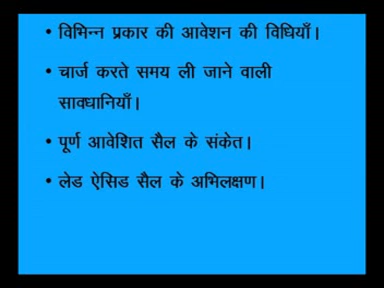 • विभिन्न प्रकार की आवेशन की विधियाँ।
• चार्ज करते समय ली जाने वाली
सावधानियाँ।
• पूर्ण आवेशित सैल के संकेत।
• लेड ऐसिड सैल के अभिलक्षण।